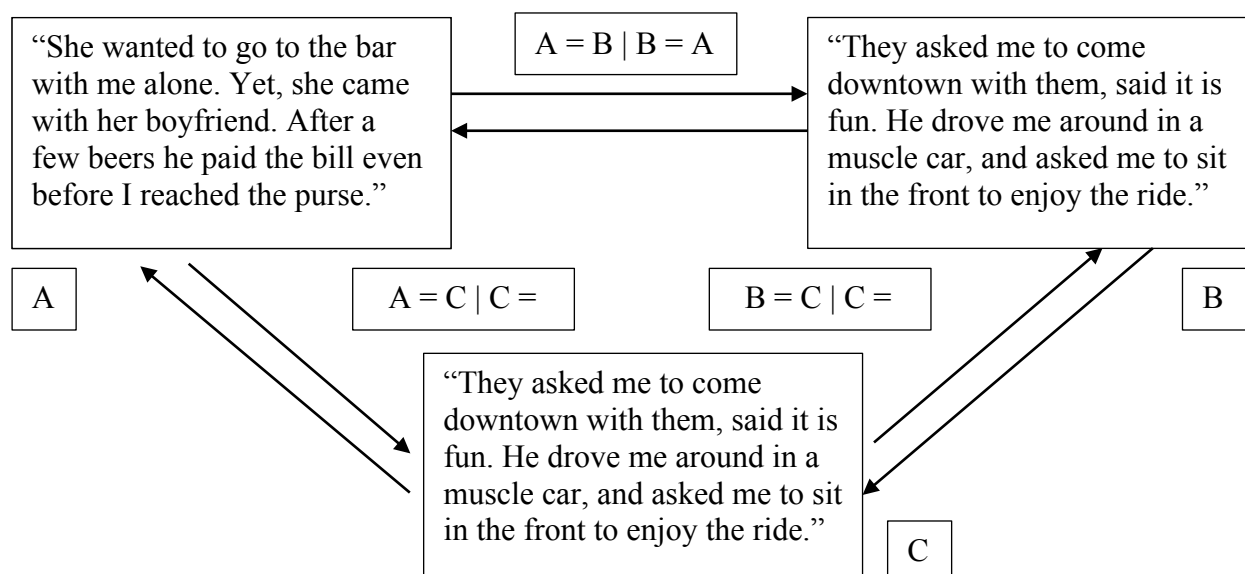 “She wanted to go to the bar
with me alone. Yet, she came
with her boyfriend. After a
few beers he paid the bill even
before I reached the purse.”
A = B | B = A
“They asked me to come
downtown with them, said it is
fun. He drove me around in a
muscle car, and asked me to sit
in the front to enjoy the ride.”
A
A = C | C =
B = C | C =
B
“They asked me to come
downtown with them, said it is
fun. He drove me around in a
muscle car, and asked me to sit
in the front to enjoy the ride.”
C